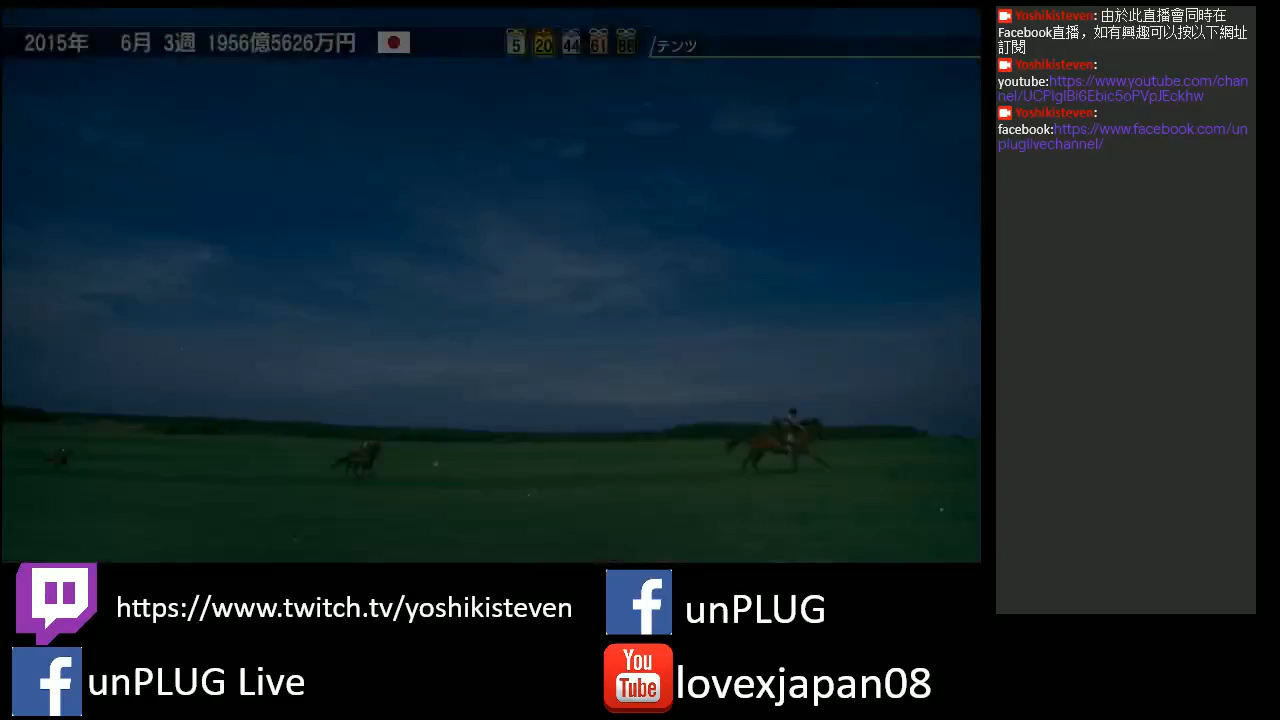 2015年 6月 3週 1956億5626万円
5 20 44 61 88 テンツ
Yoshikisteven: 由於此直播會同時在
Facebook直播，如有興趣可以按以下網址
訂閱
Yoshikisteven:
youtube:https://www.youtube.com/chan
nel/UCPlglBi6Ebic5oPVpJEckhw
Yoshikisteven:
facebook:https://www.facebook.com/un
pluglivechannel/
https://www.twitch.tv/yoshikisteven
unPLUG
unPLUG Live
You
Tube
lovexjapan08